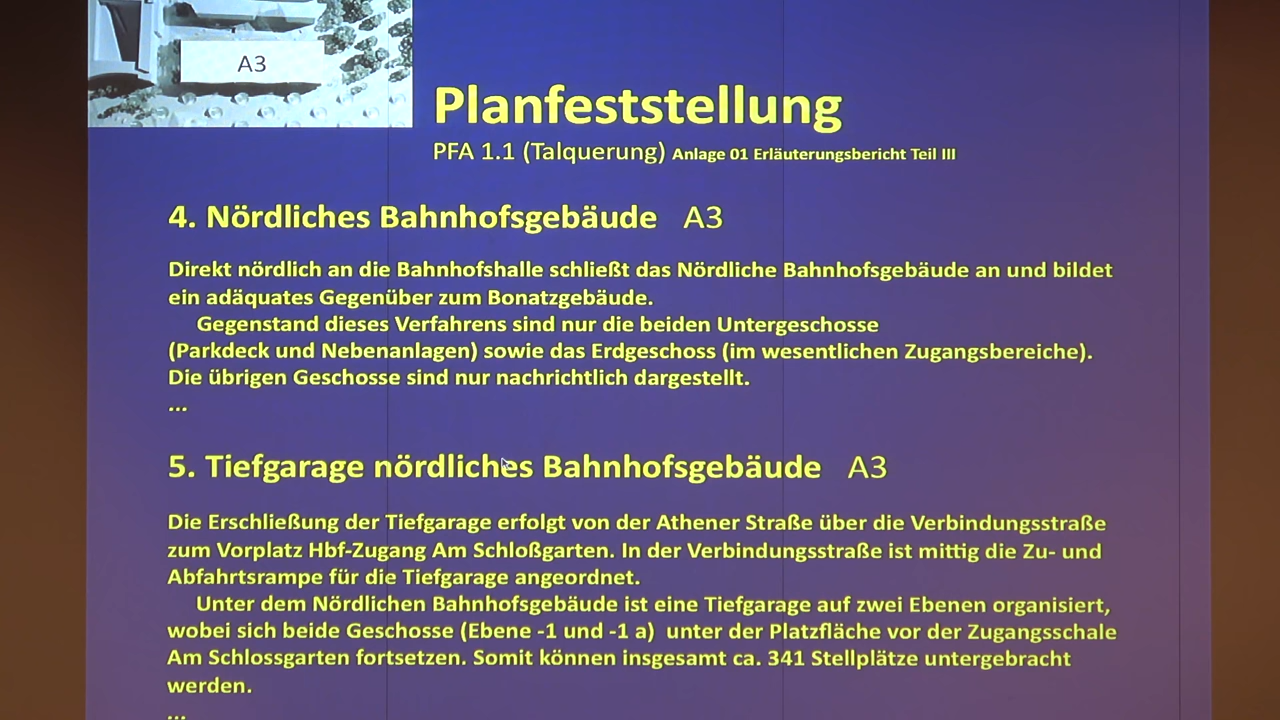 A3
Planfeststellung
PFA 1.1 (Talquerung) Anlage 01 Erläuterungsbericht Teil III
4. Nördliches Bahnhofsgebäude A3
Direkt nördlich an die Bahnhofshalle schließt das Nördliche Bahnhofsgebäude an und bildet
ein adäquates Gegenüber zum Bonatzgebäude.
Gegenstand dieses Verfahrens sind nur die beiden Untergeschosse
(Parkdeck und Nebenanlagen) sowie das Erdgeschoss (im wesentlichen Zugangsbereiche).
Die übrigen Geschosse sind nur nachrichtlich dargestellt.
...
5. Tiefgarage nördliches Bahnhofsgebäude A3
Die Erschließung der Tiefgarage erfolgt von der Athener Straße über die Verbindungsstraße
zum Vorplatz Hbf-Zugang Am Schloßgarten. In der Verbindungsstraße ist mittig die Zu- und
Abfahrtsrampe für die Tiefgarage angeordnet.
Unter dem Nördlichen Bahnhofsgebäude ist eine Tiefgarage auf zwei Ebenen organisiert,
wobei sich beide Geschosse (Ebene -1 und -1 a) unter der Platzfläche vor der Zugangsschale
Am Schlossgarten fortsetzen. Somit können insgesamt ca. 341 Stellplätze untergebracht
werden.
...